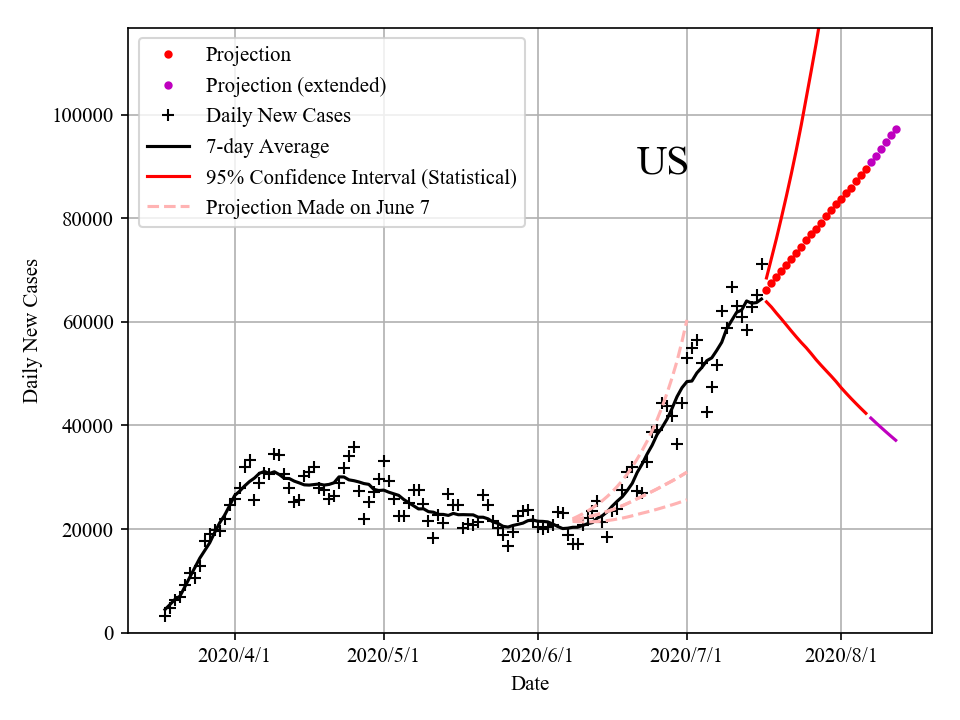 Projection
Projection (extended)
Daily New Cases
7-day Average
95% Confidence Interval (Statistical)
Projection Made on June 7
US
100000
80000
60000
40000
20000
0
Daily New Cases
2020/4/1 2020/5/1 2020/6/1 2020/7/1 2020/8/1
Date